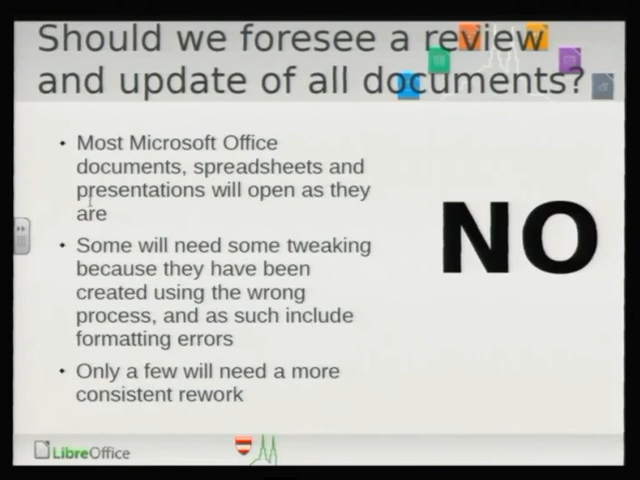 Should we foresee a review
and update of all documents?
• Most Microsoft Office
documents, spreadsheets and
presentations will open as they
are
NO
• Some will need some tweaking
because they have been
created using the wrong
process, and as such include
formatting errors
• Only a few will need a more
consistent rework
LibreOffice